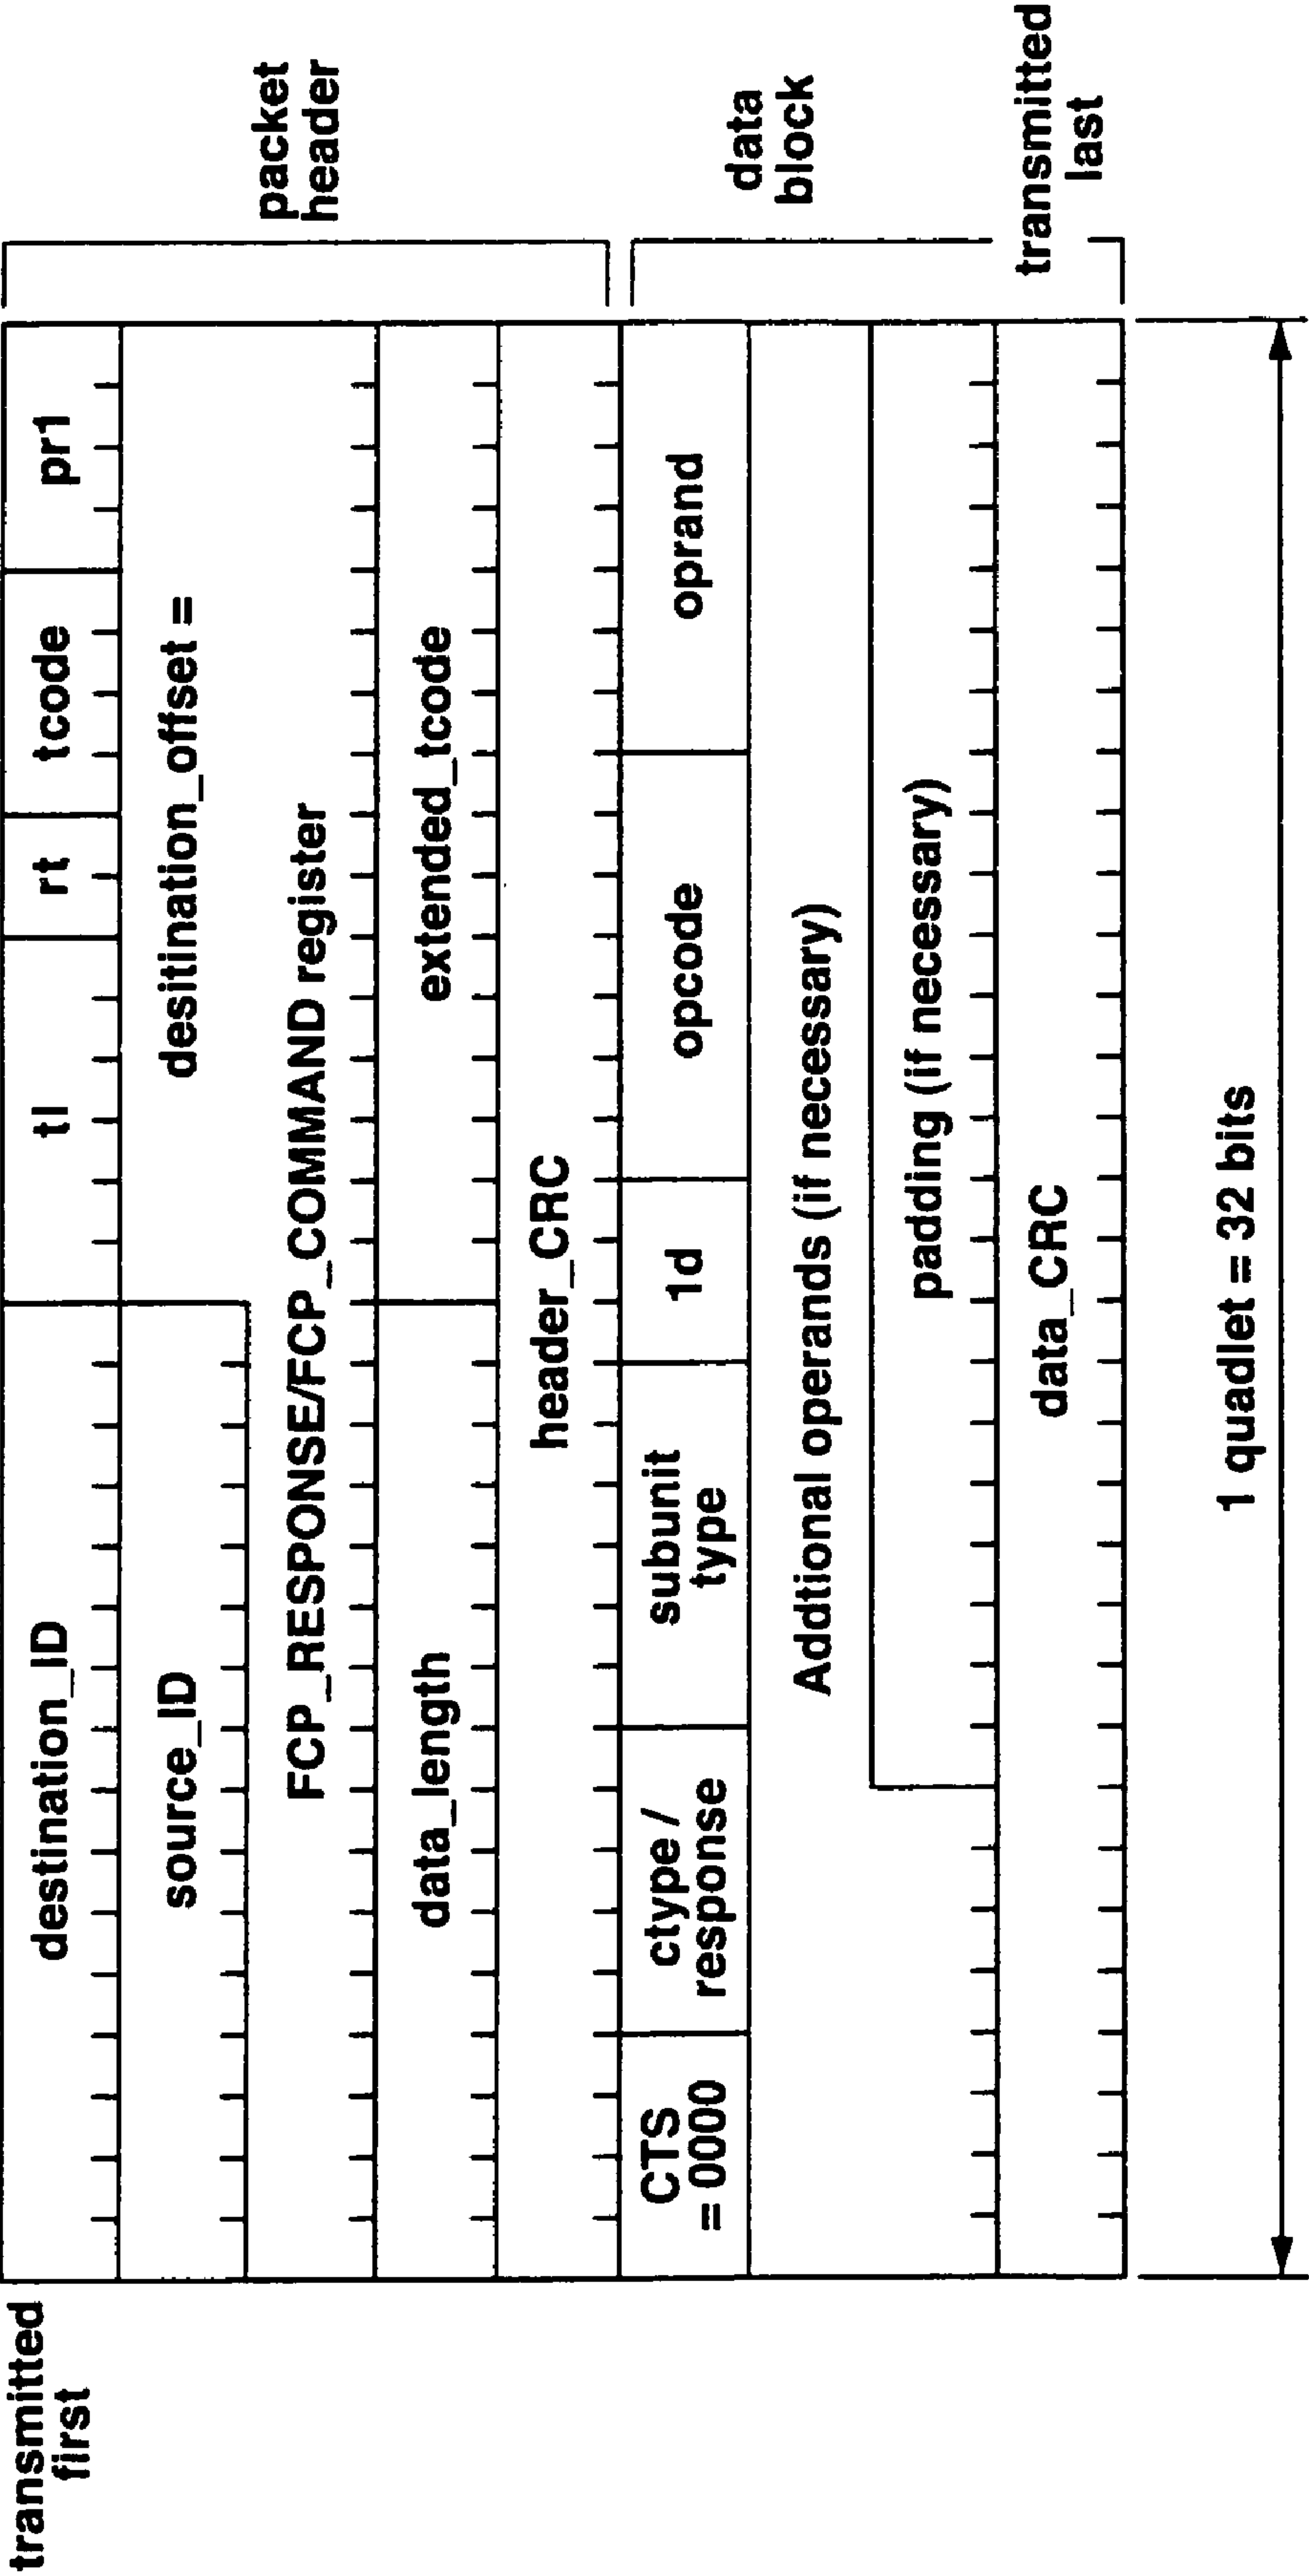 transmitted
first
destination_ID
tl
rt
tcode
pr1
source_ID
desitination_offset =
FCP_RESPONSE/FCP_COMMAND register
data_length
extended_tcode
header_CRC
packet
header
CTS
= 0000
ctype /
response
subunit
type
1d
opcode
oprand
Addtional operands (if necessary)
padding (if necessary)
data_CRC
data
block
transmitted
last
1 quadlet = 32 bits